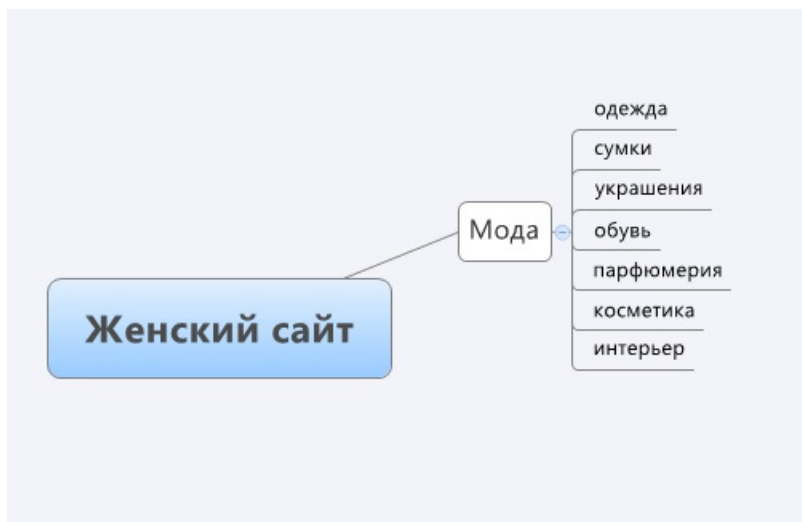 Женский сайт
Мода
одежда
сумки
украшения
обувь
парфюмерия
косметика
интерьер